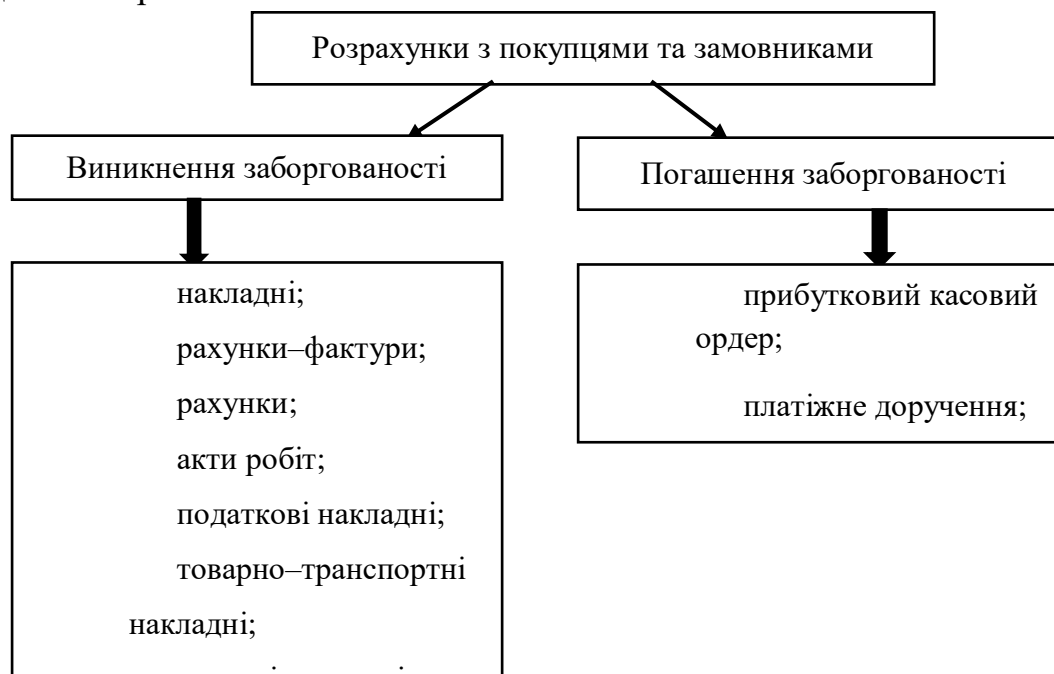 Розрахунки з покупцями та замовниками
Виникнення заборгованості
Погашення заборгованості
накладні;
рахунки–фактури;
рахунки;
акти робіт;
податкові накладні;
товарно–транспортні
накладні;
прибутковий касовий
ордер;
платіжне доручення;